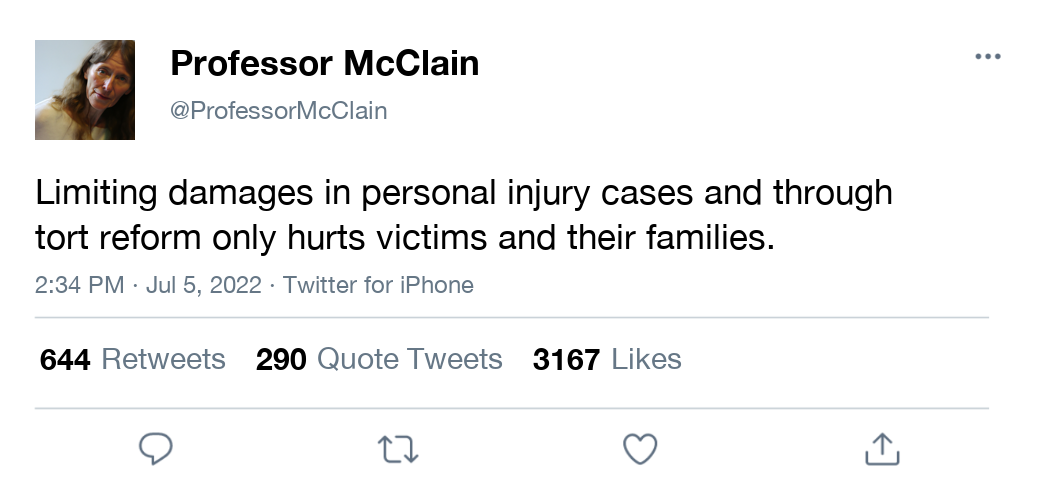 Professor McClain
@ProfessorMcClain
Limiting damages in personal injury cases and through
tort reform only hurts victims and their families.
2:34 PM · Jul 5, 2022 · Twitter for iPhone
644 Retweets 290 Quote Tweets 3167 Likes